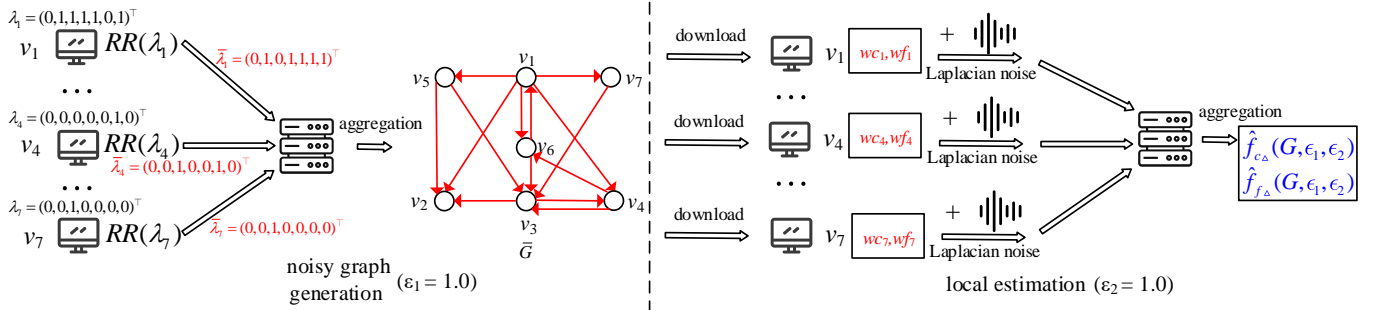 λ₁ = (0,1,1,1,1,0,1)ᵀ
v₁
RR(λ₁)
λ̄₁ = (0,1,0,1,1,1,1)ᵀ
...
λ₄ = (0,0,0,0,0,1,0)ᵀ
v₄
RR(λ₄)
λ̄₄ = (0,0,1,0,0,1,0)ᵀ
...
λ₇ = (0,0,1,0,0,0,0)ᵀ
v₇
RR(λ₇)
λ̄₇ = (0,0,1,0,0,0,0)ᵀ
aggregation
v₅
v₁
v₇
v₆
v₂
v₃
v₄
Ḡ
noisy graph
generation (ε₁ = 1.0)
download
v₁
wc₁,wf₁
+
Laplacian noise
...
download
v₄
wc₄,wf₄
+
Laplacian noise
...
download
v₇
wc₇,wf₇
+
Laplacian noise
aggregation
f̂_{c△}(G,ϵ₁,ϵ₂)
f̂_{f△}(G,ϵ₁,ϵ₂)
local estimation (ε₂ = 1.0)